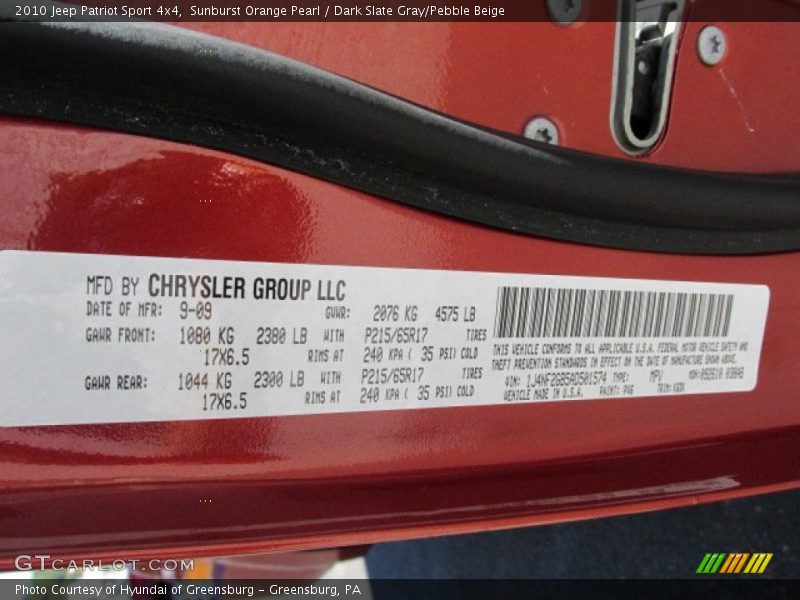 2010 Jeep Patriot Sport 4x4, Sunburst Orange Pearl / Dark Slate Gray/Pebble Beige
MFD BY CHRYSLER GROUP LLC
DATE OF MFR: 9-09 GVWR: 2076 KG 4575 LB
GAWR FRONT: 1080 KG 2380 LB WITH P215/65R17 TIRES
17X6.5 RIMS AT 240 KPA ( 35 PSI) COLD
GAWR REAR: 1044 KG 2300 LB WITH P215/65R17 TIRES
17X6.5 RIMS AT 240 KPA ( 35 PSI) COLD
THIS VEHICLE CONFORMS TO ALL APPLICABLE U.S.A. FEDERAL MOTOR VEHICLE SAFETY AND
THEFT PREVENTION STANDARDS IN EFFECT ON THE DATE OF MANUFACTURE SHOWN ABOVE.
VIN: 1J4NF2GB5AD501574 TYPE: MPV MDH:
VEHICLE MADE IN U.S.A. PAINT: TRIM:
GTCARLOT.COM
Photo Courtesy of Hyundai of Greensburg - Greensburg, PA